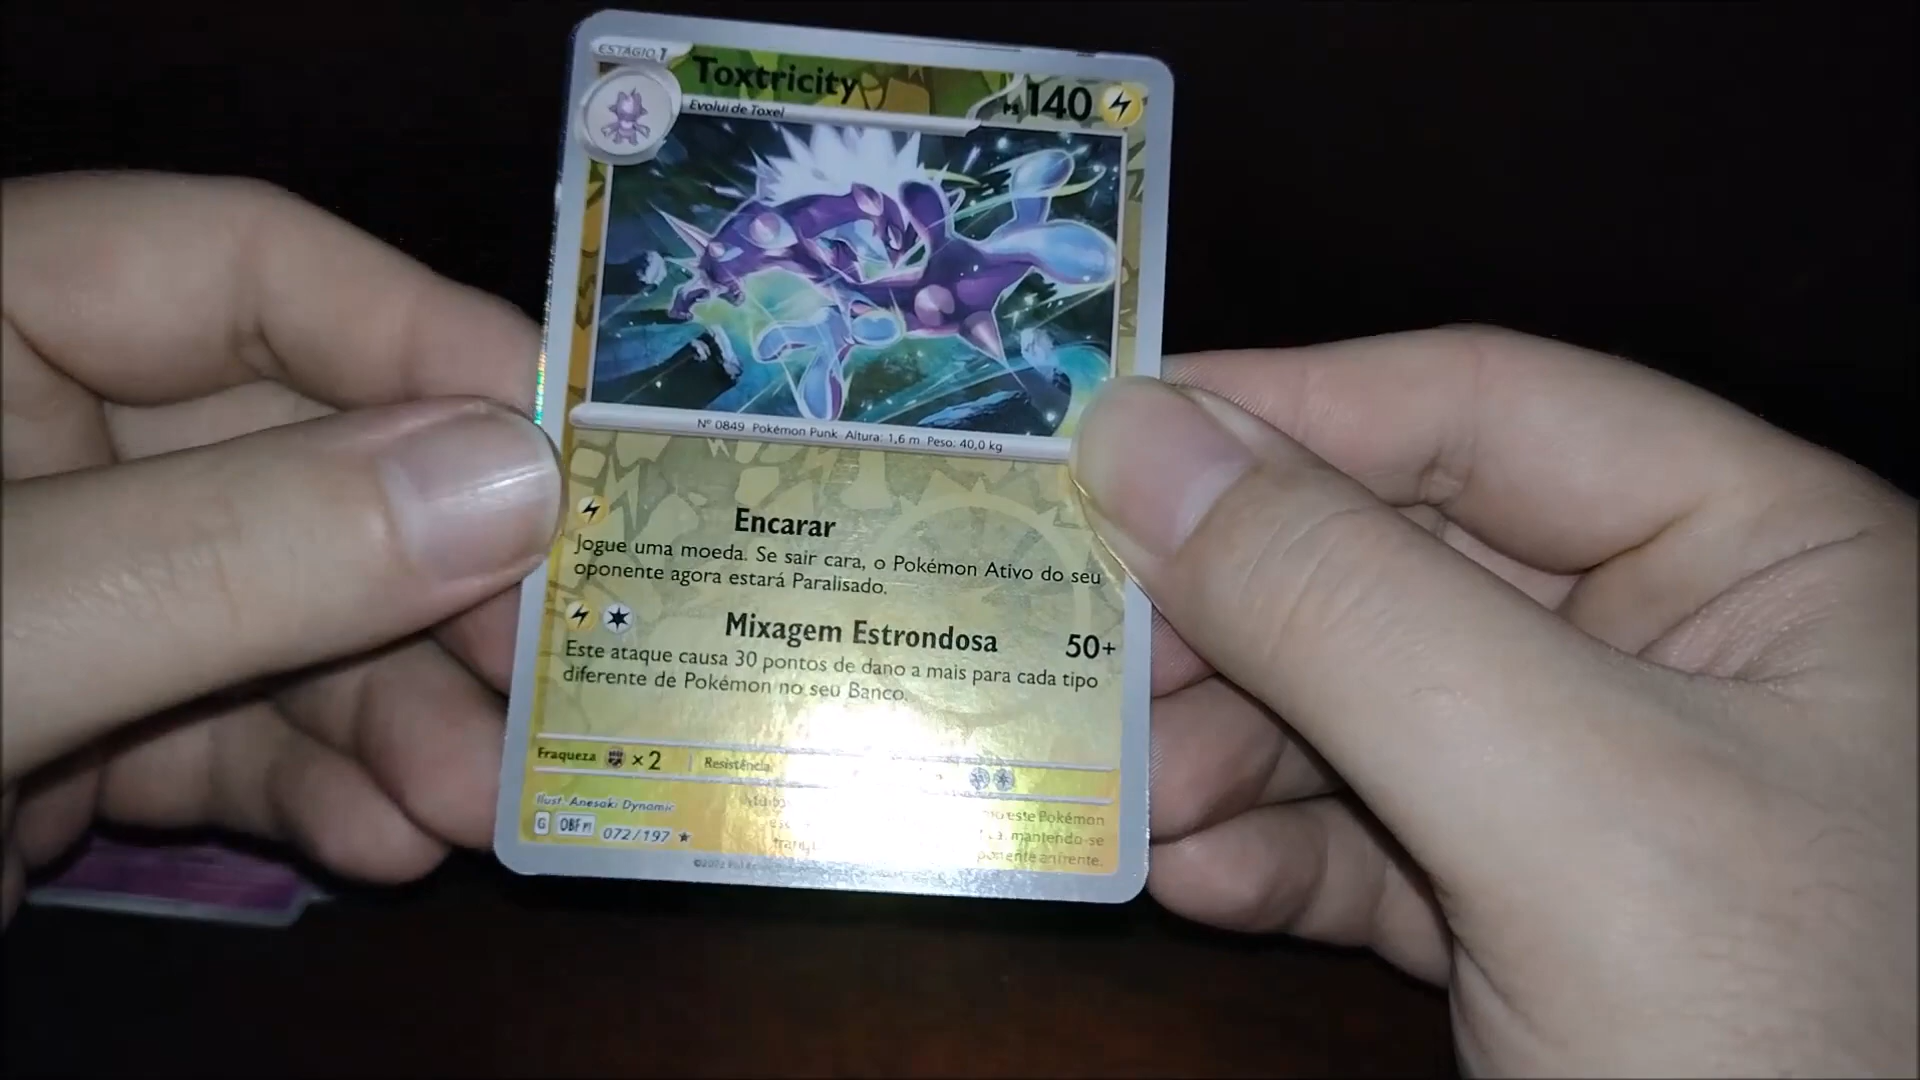 ESTÁGIO 1
Toxtricity
PS 140
Evolui de Toxel
Nº 0849 Pokémon Punk Altura: 1,6 m Peso: 40,0 kg
Encarar
Jogue uma moeda. Se sair cara, o Pokémon Ativo do seu
oponente agora estará Paralisado.
Mixagem Estrondosa 50+
Este ataque causa 30 pontos de dano a mais para cada tipo
diferente de Pokémon no seu Banco.
Fraqueza ×2 Resistência
Ilust. Anesaki Dynamic
este Pokémon
G OBF PT 072/197 ★
mantendo-se